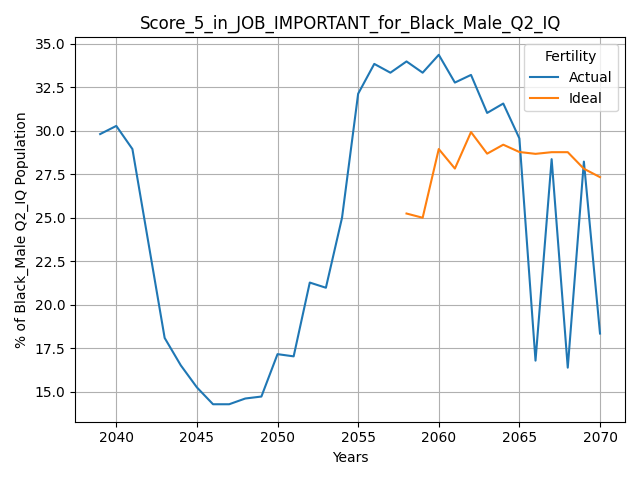 Score_5_in_JOB_IMPORTANT_for_Black_Male_Q2_IQ
% of Black_Male Q2_IQ Population
35.0
32.5
30.0
27.5
25.0
22.5
20.0
17.5
15.0
Fertility
Actual
Ideal
2040 2045 2050 2055 2060 2065 2070
Years